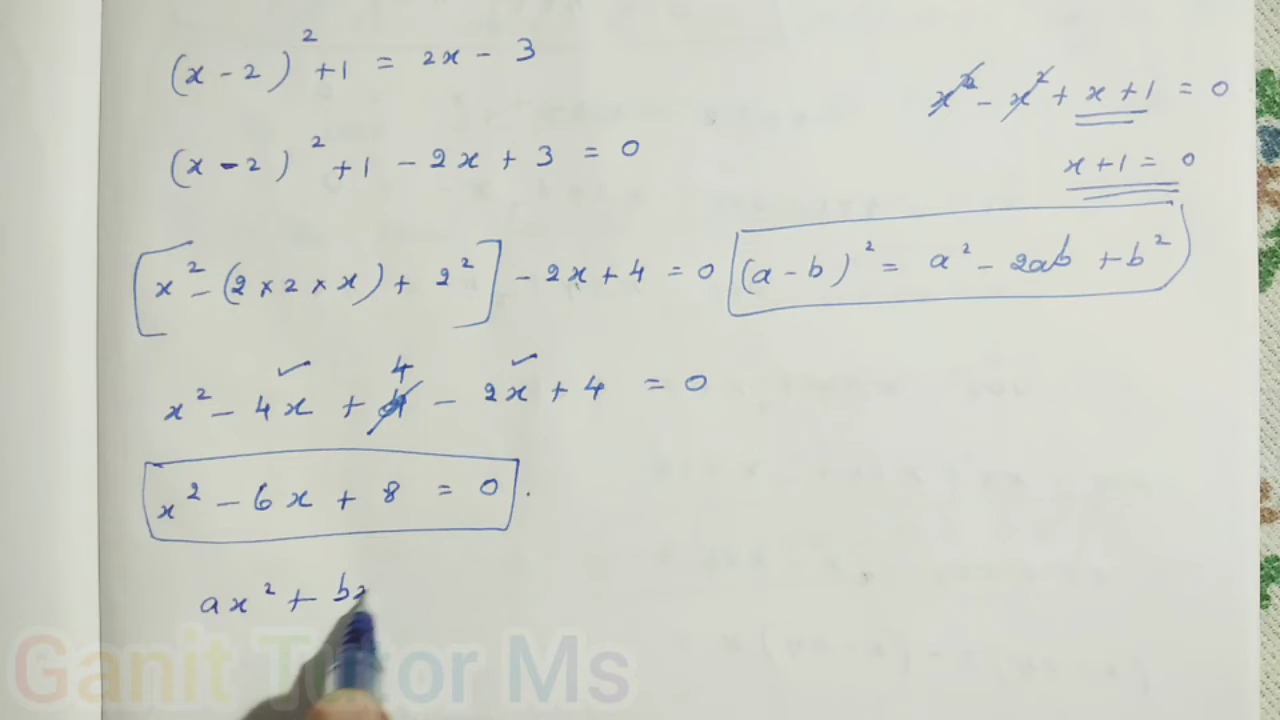 (x - 2)² + 1 = 2x - 3
(x - 2)² + 1 - 2x + 3 = 0
[x² - (2 × 2 × x) + 2²] - 2x + 4 = 0
x² - 4x + 4 - 2x + 4 = 0
x² - 6x + 8 = 0.
ax² + bx
x² - x² + x + 1 = 0
x + 1 = 0
(a - b)² = a² - 2ab + b²
Ganit Tutor Ms